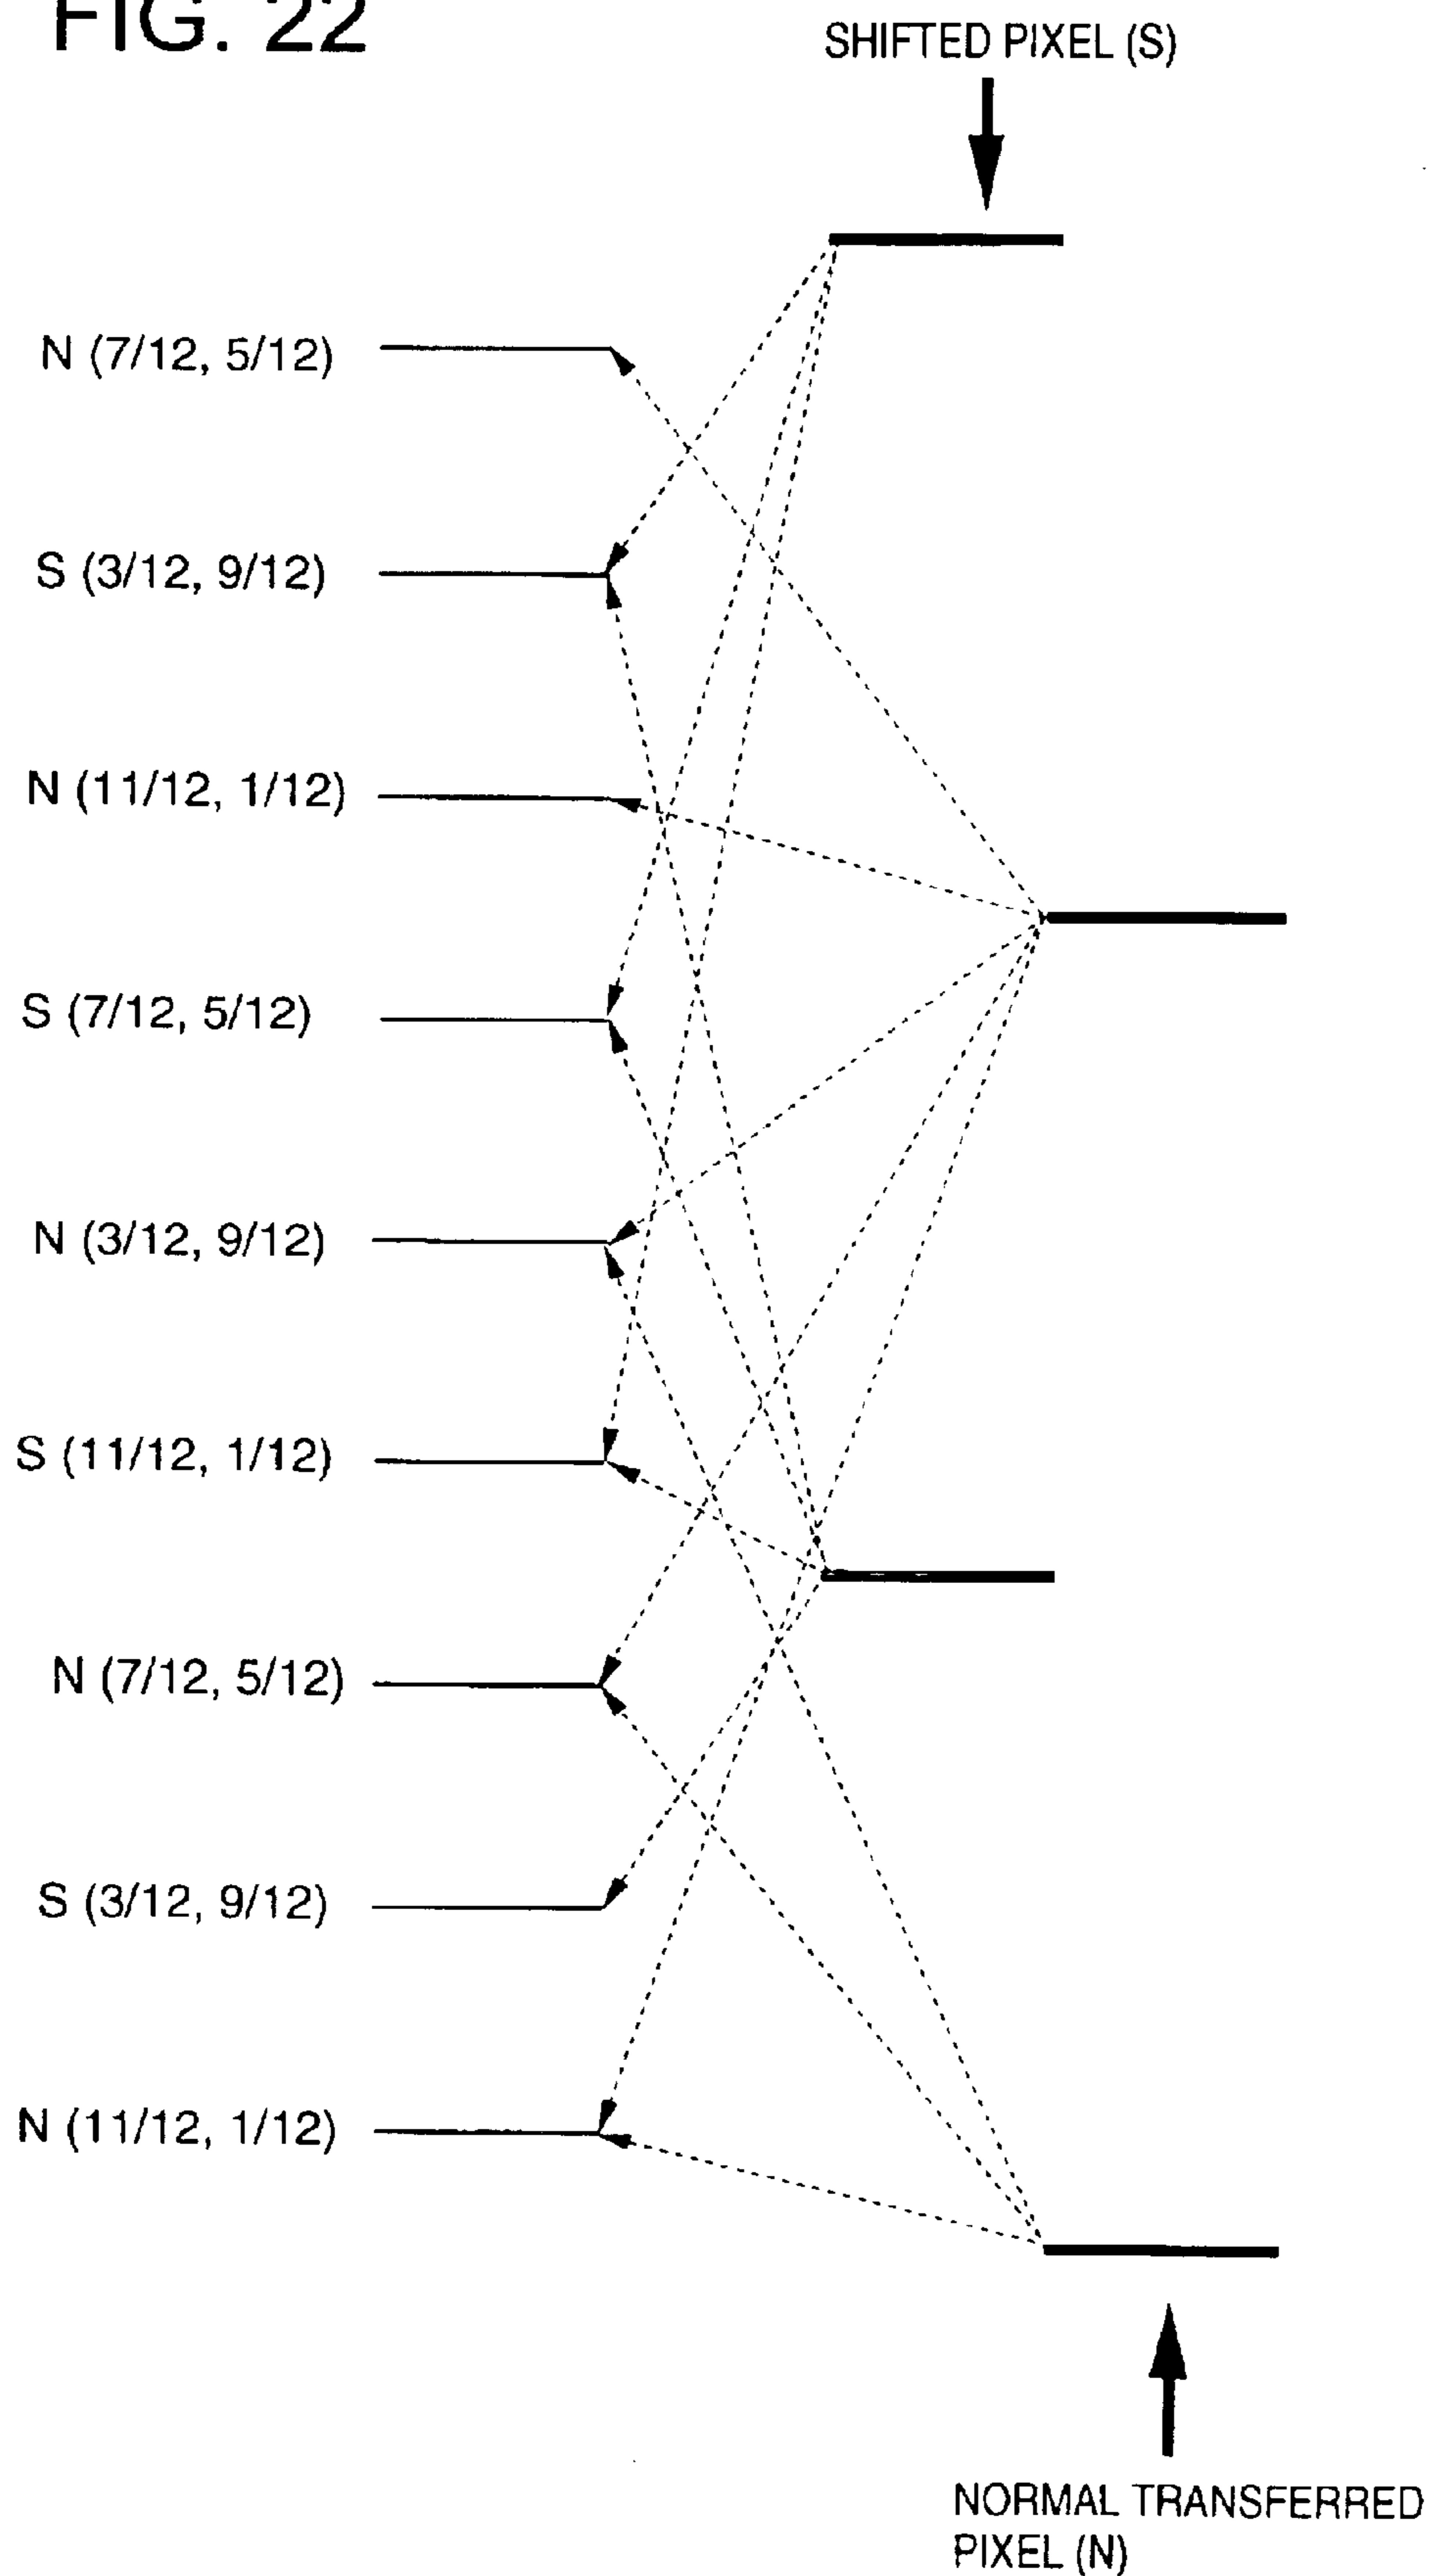 FIG. 22
SHIFTED PIXEL (S)
N (7/12, 5/12)
S (3/12, 9/12)
N (11/12, 1/12)
S (7/12, 5/12)
N (3/12, 9/12)
S (11/12, 1/12)
N (7/12, 5/12)
S (3/12, 9/12)
N (11/12, 1/12)
NORMAL TRANSFERRED
PIXEL (N)